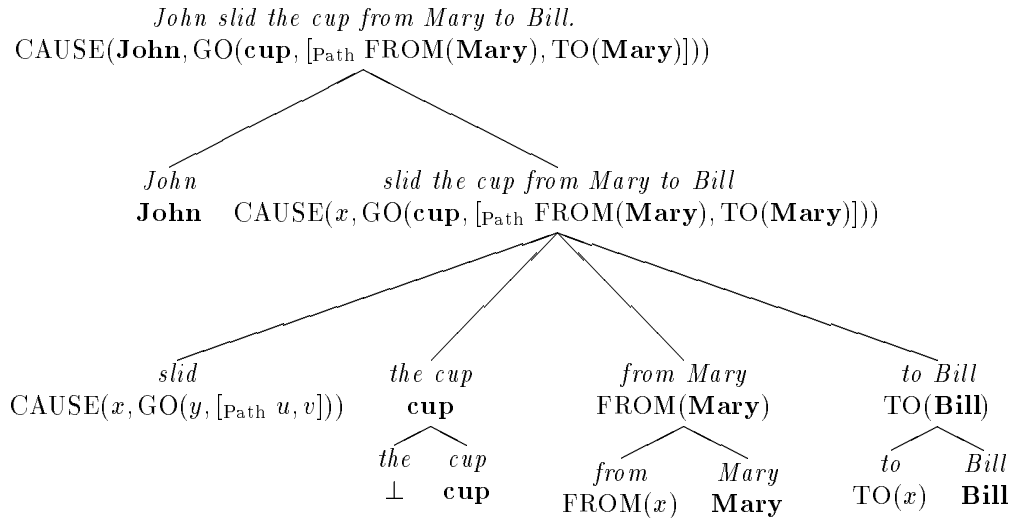 John slid the cup from Mary to Bill.
CAUSE(John, GO(cup, [Path FROM(Mary), TO(Mary)]))
John slid the cup from Mary to Bill
John CAUSE(x, GO(cup, [Path FROM(Mary), TO(Mary)]))
slid the cup from Mary to Bill
CAUSE(x, GO(y, [Path u, v])) cup FROM(Mary) TO(Bill)
the cup from Mary to Bill
⊥ cup FROM(x) Mary TO(x) Bill